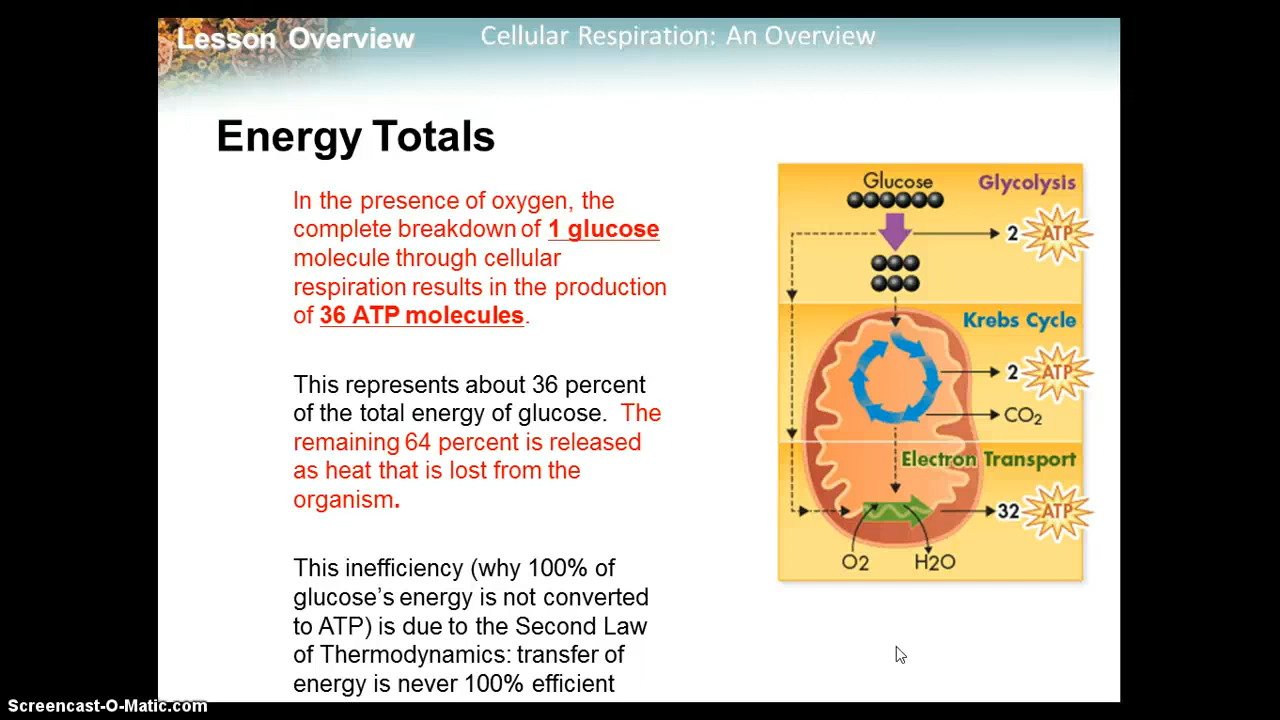 Lesson Overview
Cellular Respiration: An Overview
Energy Totals
In the presence of oxygen, the
complete breakdown of 1 glucose
molecule through cellular
respiration results in the production
of 36 ATP molecules.
This represents about 36 percent
of the total energy of glucose. The
remaining 64 percent is released
as heat that is lost from the
organism.
This inefficiency (why 100% of
glucose’s energy is not converted
to ATP) is due to the Second Law
of Thermodynamics: transfer of
energy is never 100% efficient
Glucose
Glycolysis
2 ATP
Krebs Cycle
2 ATP
CO2
Electron Transport
32 ATP
O2
H2O
Screencast-O-Matic.com